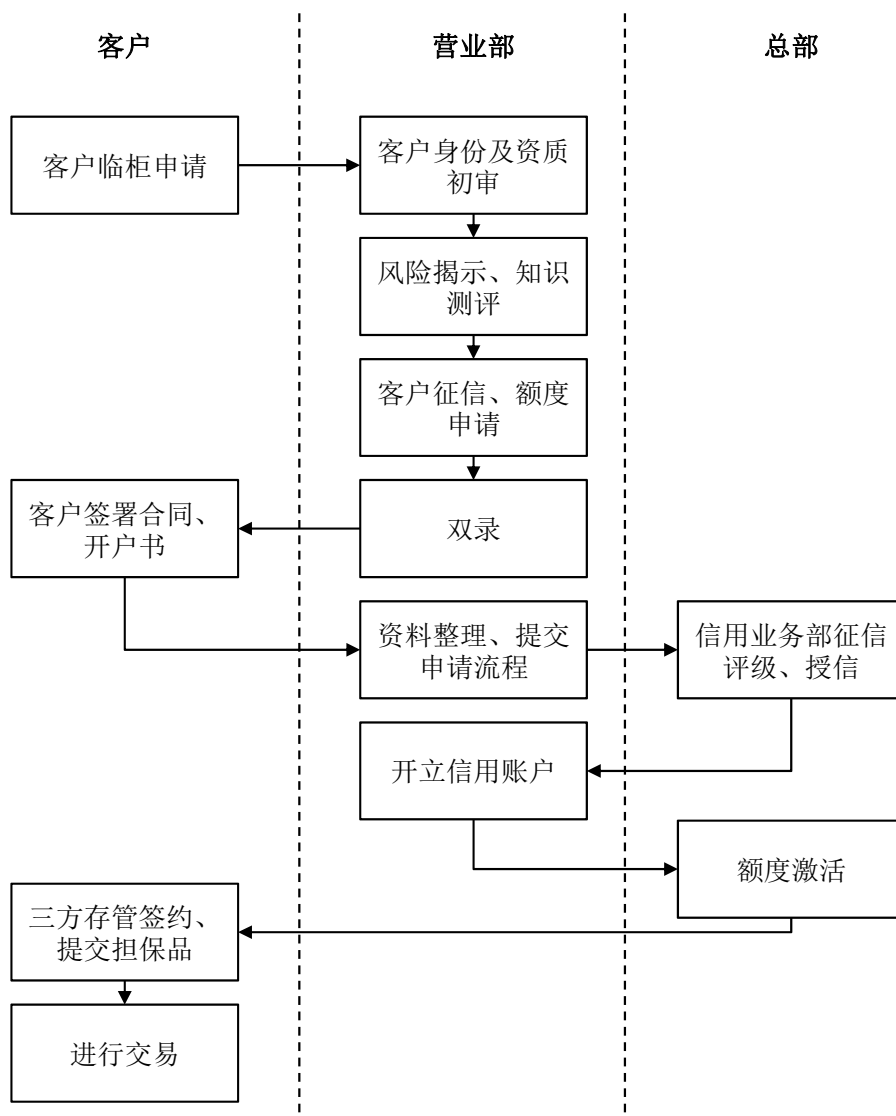 客户
营业部
总部
客户临柜申请
客户身份及资质
初审
风险揭示、知识
测评
客户征信、额度
申请
双录
客户签署合同、
开户书
资料整理、提交
申请流程
信用业务部征信
评级、授信
开立信用账户
额度激活
三方存管签约、
提交担保品
进行交易